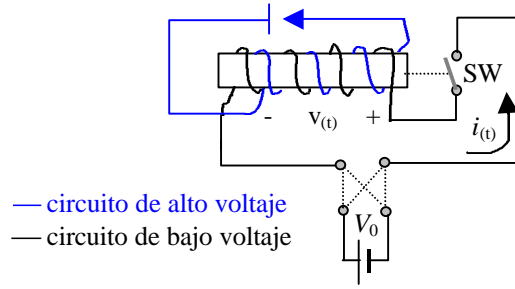 SW
- v(t) +
i(t)
circuito de alto voltaje
V0
circuito de bajo voltaje